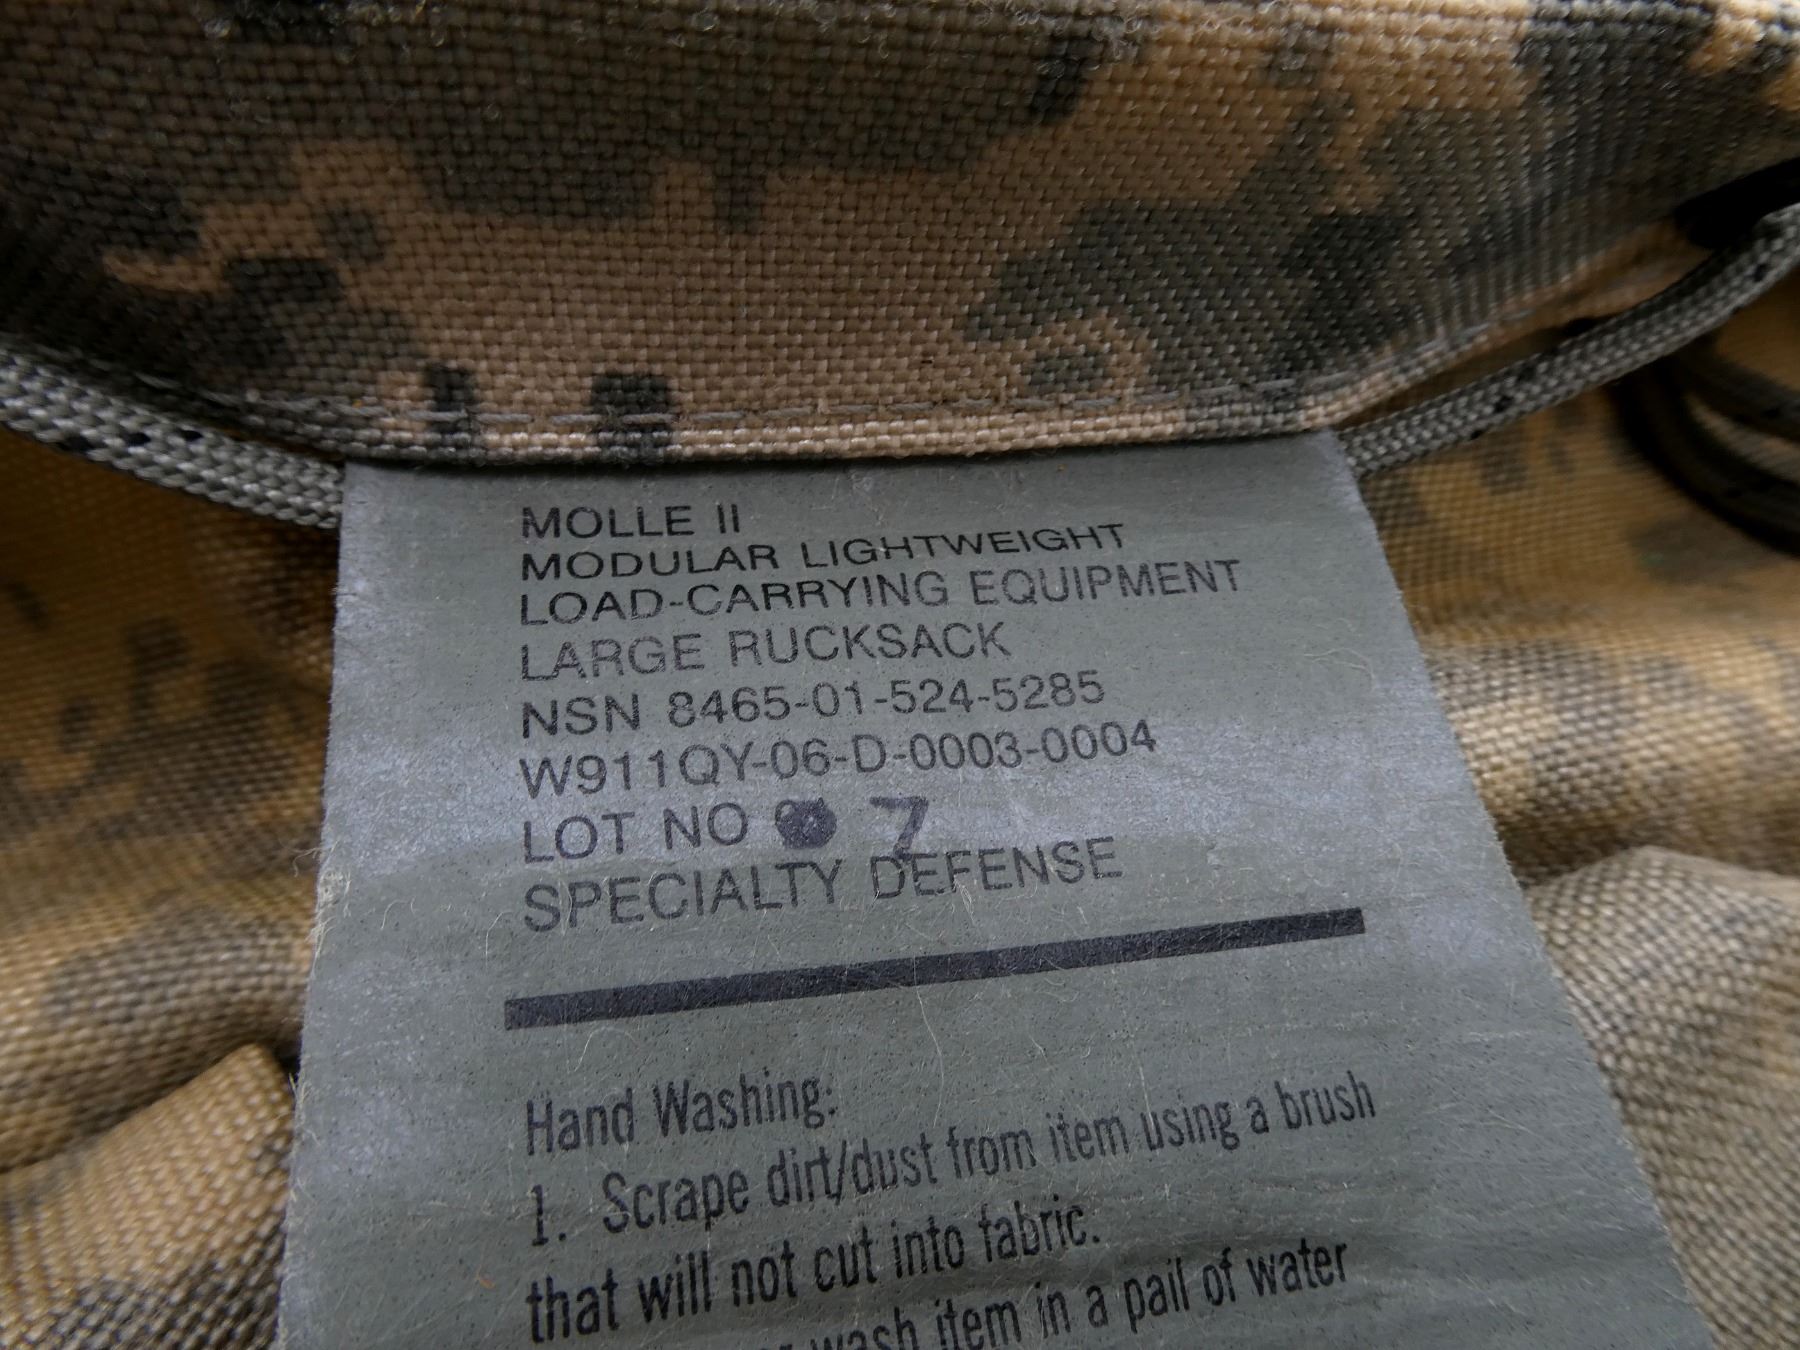 MOLLE II
MODULAR LIGHTWEIGHT
LOAD-CARRYING EQUIPMENT
LARGE RUCKSACK
NSN 8465-01-524-5285
W911QY-06-D-0003-0004
LOT NO 7
SPECIALTY DEFENSE
Hand Washing:
1. Scrape dirt/dust from item using a brush
that will not cut into fabric.
wash item in a pail of water